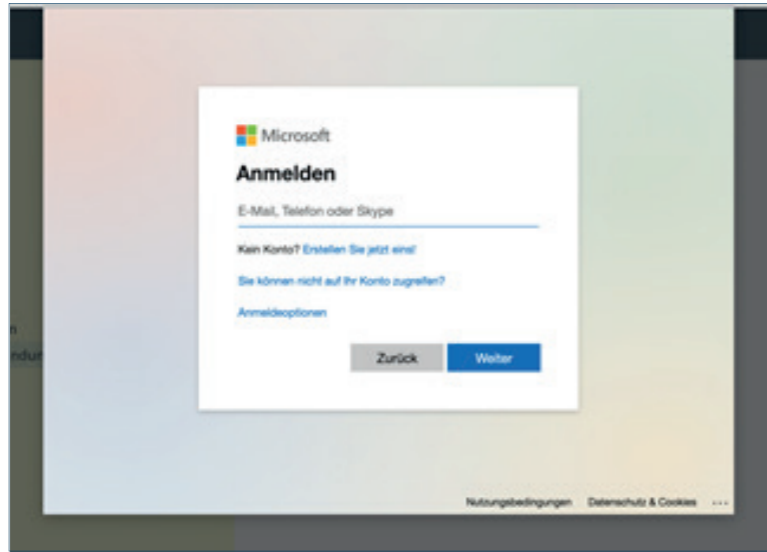 Microsoft
Anmelden
E-Mail, Telefon oder Skype
Kein Konto? Erstellen Sie jetzt eins!
Sie können nicht auf Ihr Konto zugreifen?
Anmeldeoptionen
Zurück Weiter
Nutzungsbedingungen Datenschutz & Cookies ...